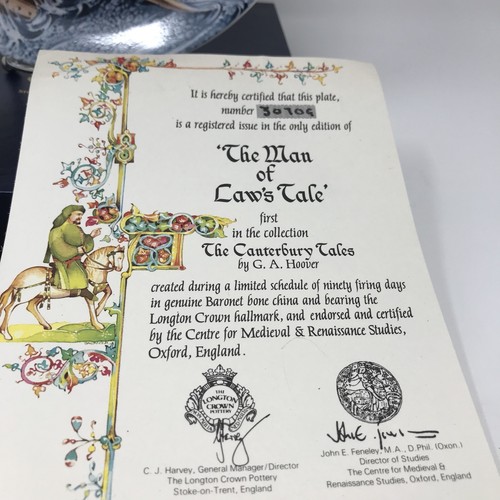 It is hereby certified that this plate,
number
is a registered issue in the only edition of
'The Man
of
Law's Tale'
first
in the collection
The Canterbury Tales
by G. A. Hoover
created during a limited schedule of ninety firing days
in genuine Baronet bone china and bearing the
Longton Crown hallmark, and endorsed and certified
by the Centre for Medieval & Renaissance Studies,
Oxford, England.
THE
LONGTON
CROWN
POTTERY
C. J. Harvey, General Manager/Director
The Longton Crown Pottery
Stoke-on-Trent, England
John E. Feneley, M.A., D.Phil. (Oxon.)
Director of Studies
The Centre for Medieval &
Renaissance Studies, Oxford, England